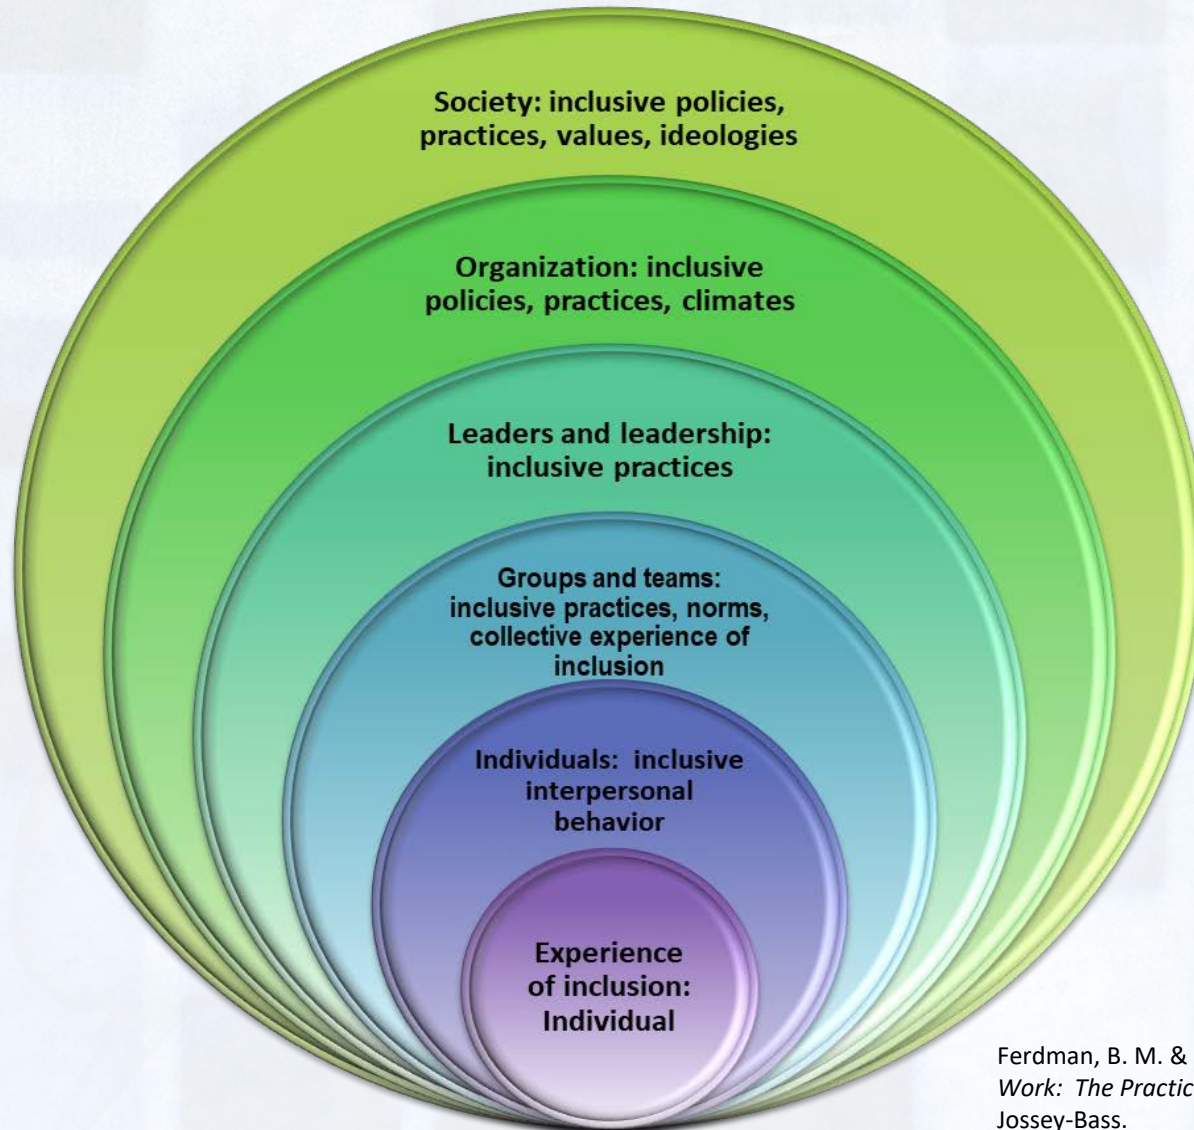 Society: inclusive policies,
practices, values, ideologies
Organization: inclusive
policies, practices, climates
Leaders and leadership:
inclusive practices
Groups and teams:
inclusive practices, norms,
collective experience of
inclusion
Individuals: inclusive
interpersonal
behavior
Experience
of inclusion:
Individual
Ferdman, B. M. &
Work: The Practic
Jossey-Bass.